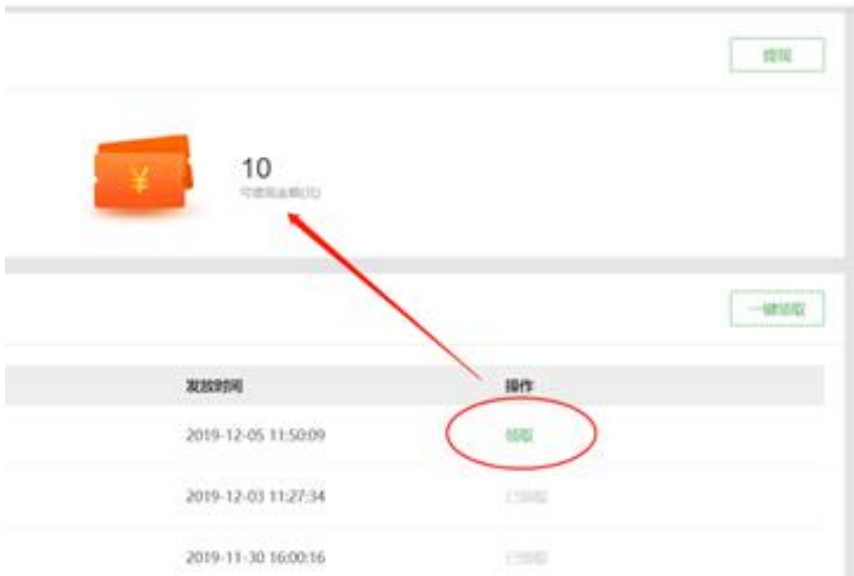 提现
¥
10
可提现金额(元)
一键领取
发放时间 操作
2019-12-05 11:50:09 领取
2019-12-03 11:27:34 已领取
2019-11-30 16:00:16 已领取